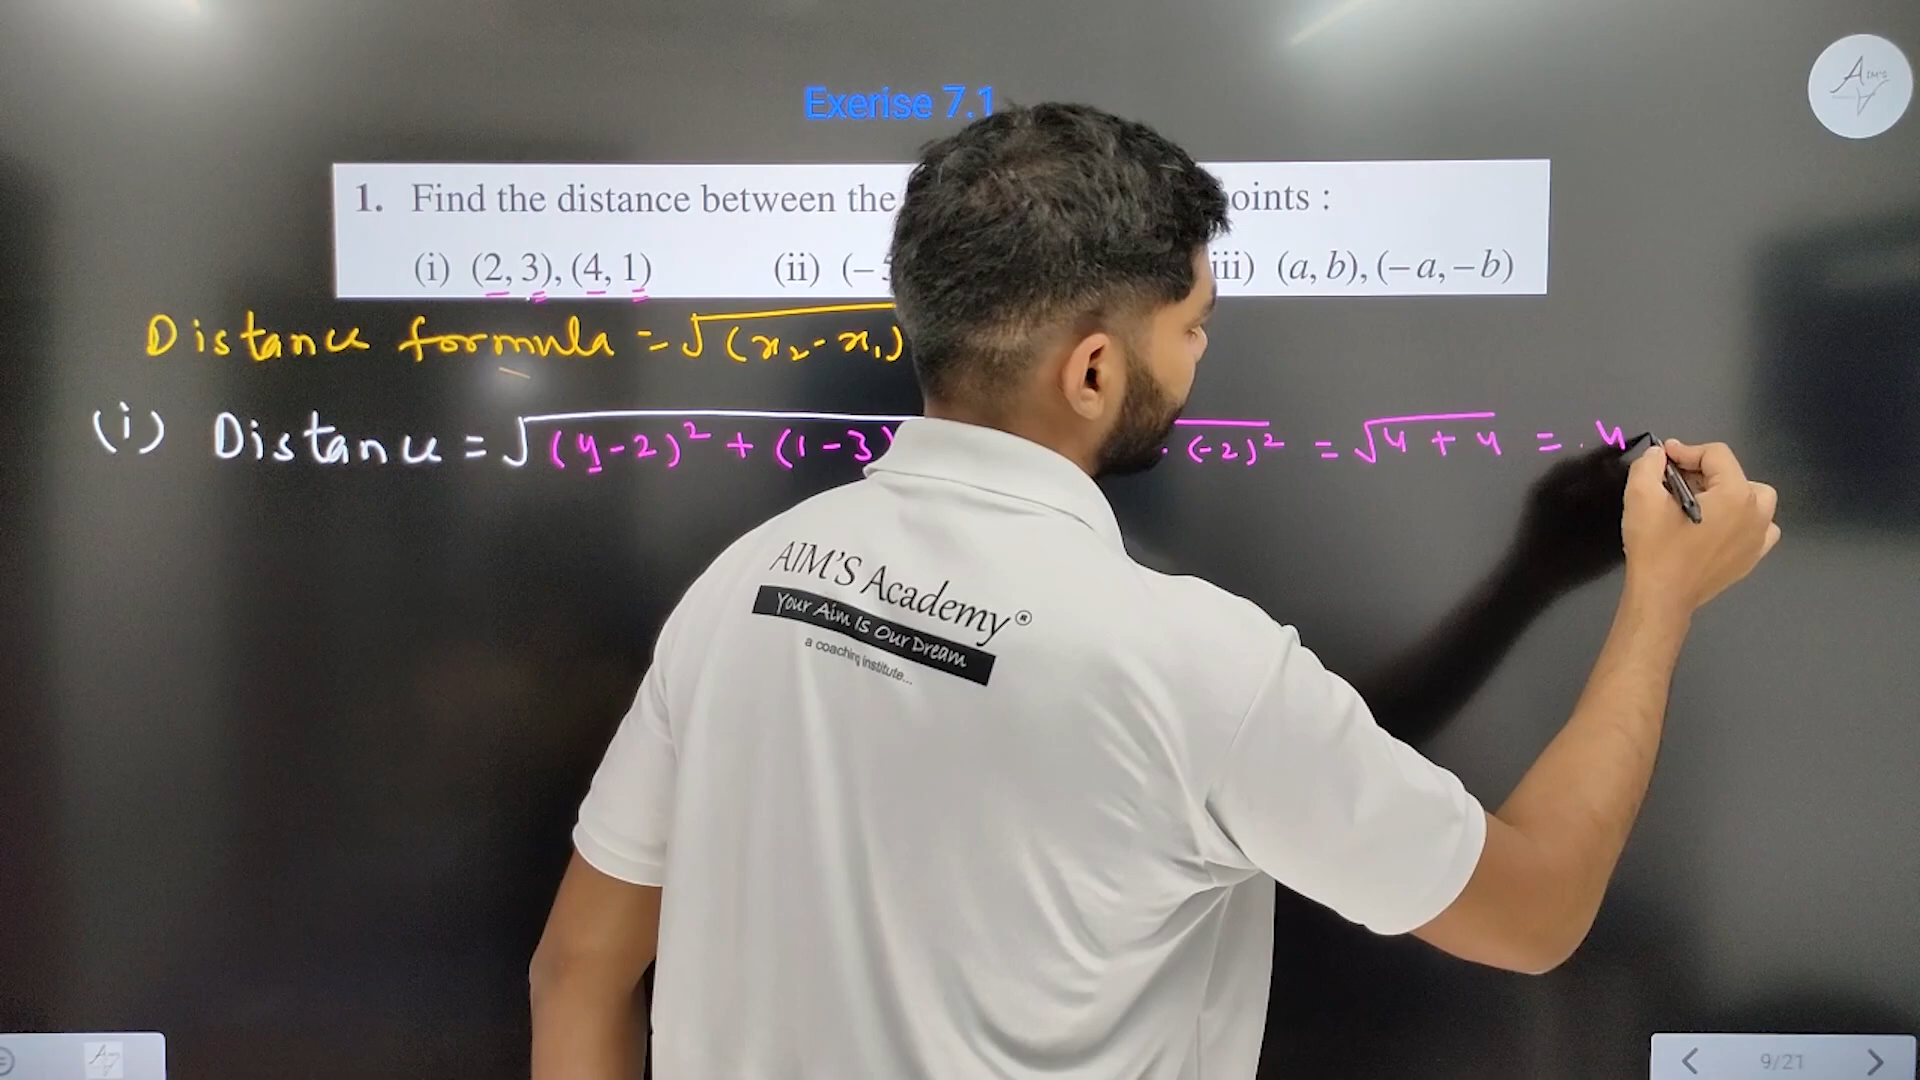 Exerise 7.1
1. Find the distance between the oints :
(i) (2, 3), (4, 1) (ii) (– iii) (a, b), (– a, – b)
Distance formula = √(x₂ - x₁)
(i) Distance = √(4-2)² + (1-3) (-2)² = √4 + 4 = 4
AIM'S Academy®
Your Aim Is Our Dream
a coaching institute...
9/21